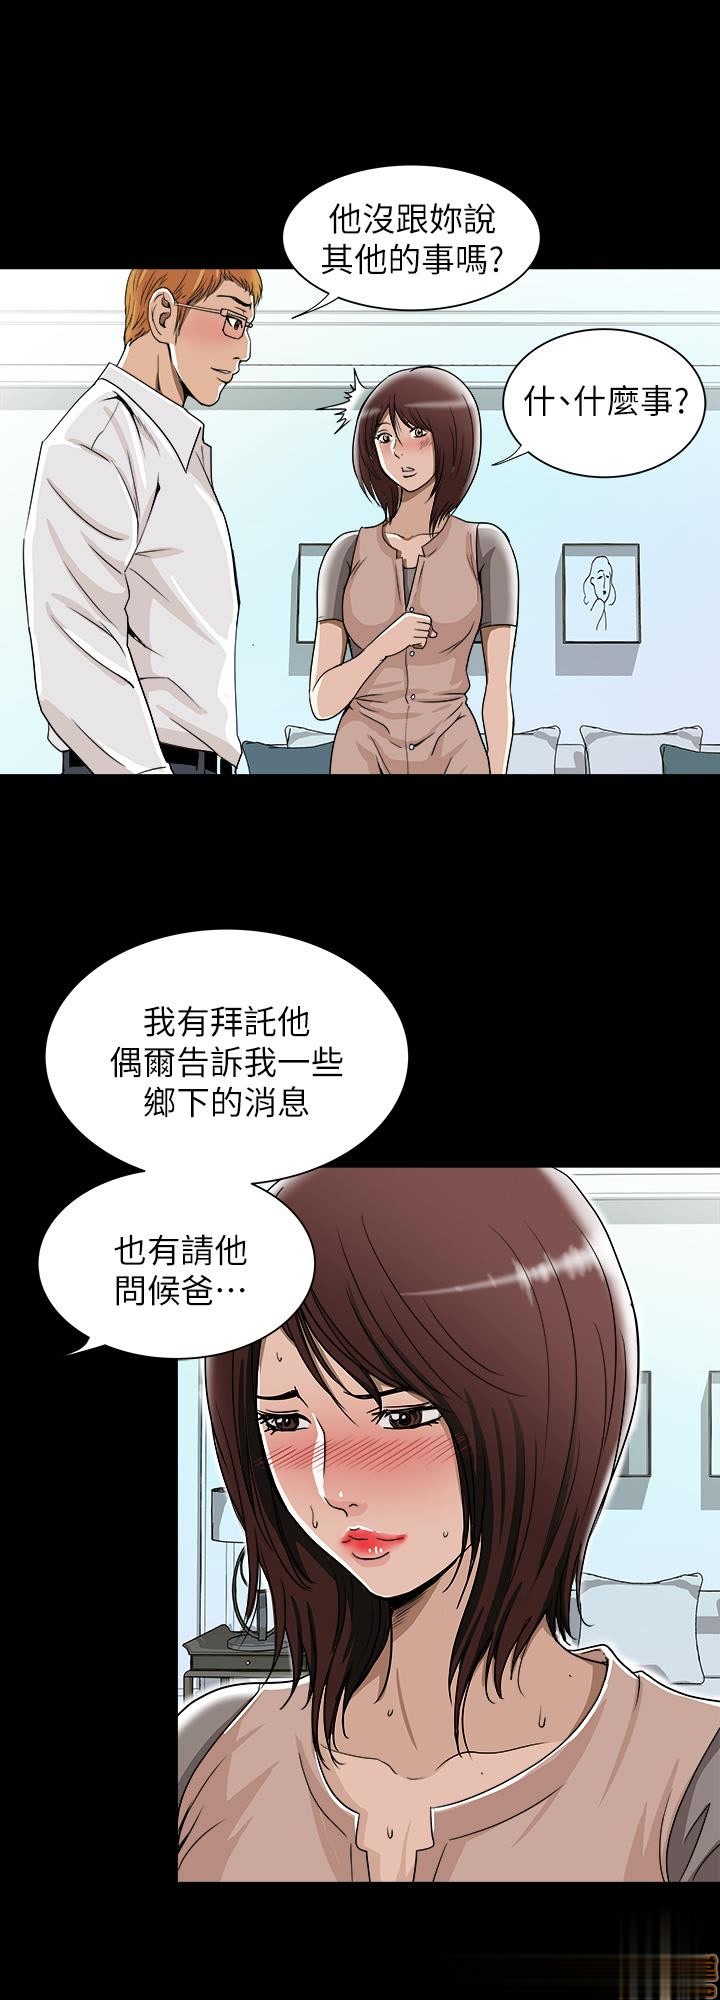 他沒跟妳說
其他的事嗎?
什、什麼事?
我有拜託他
偶爾告訴我一些
鄉下的消息
也有請他
問候爸⋯